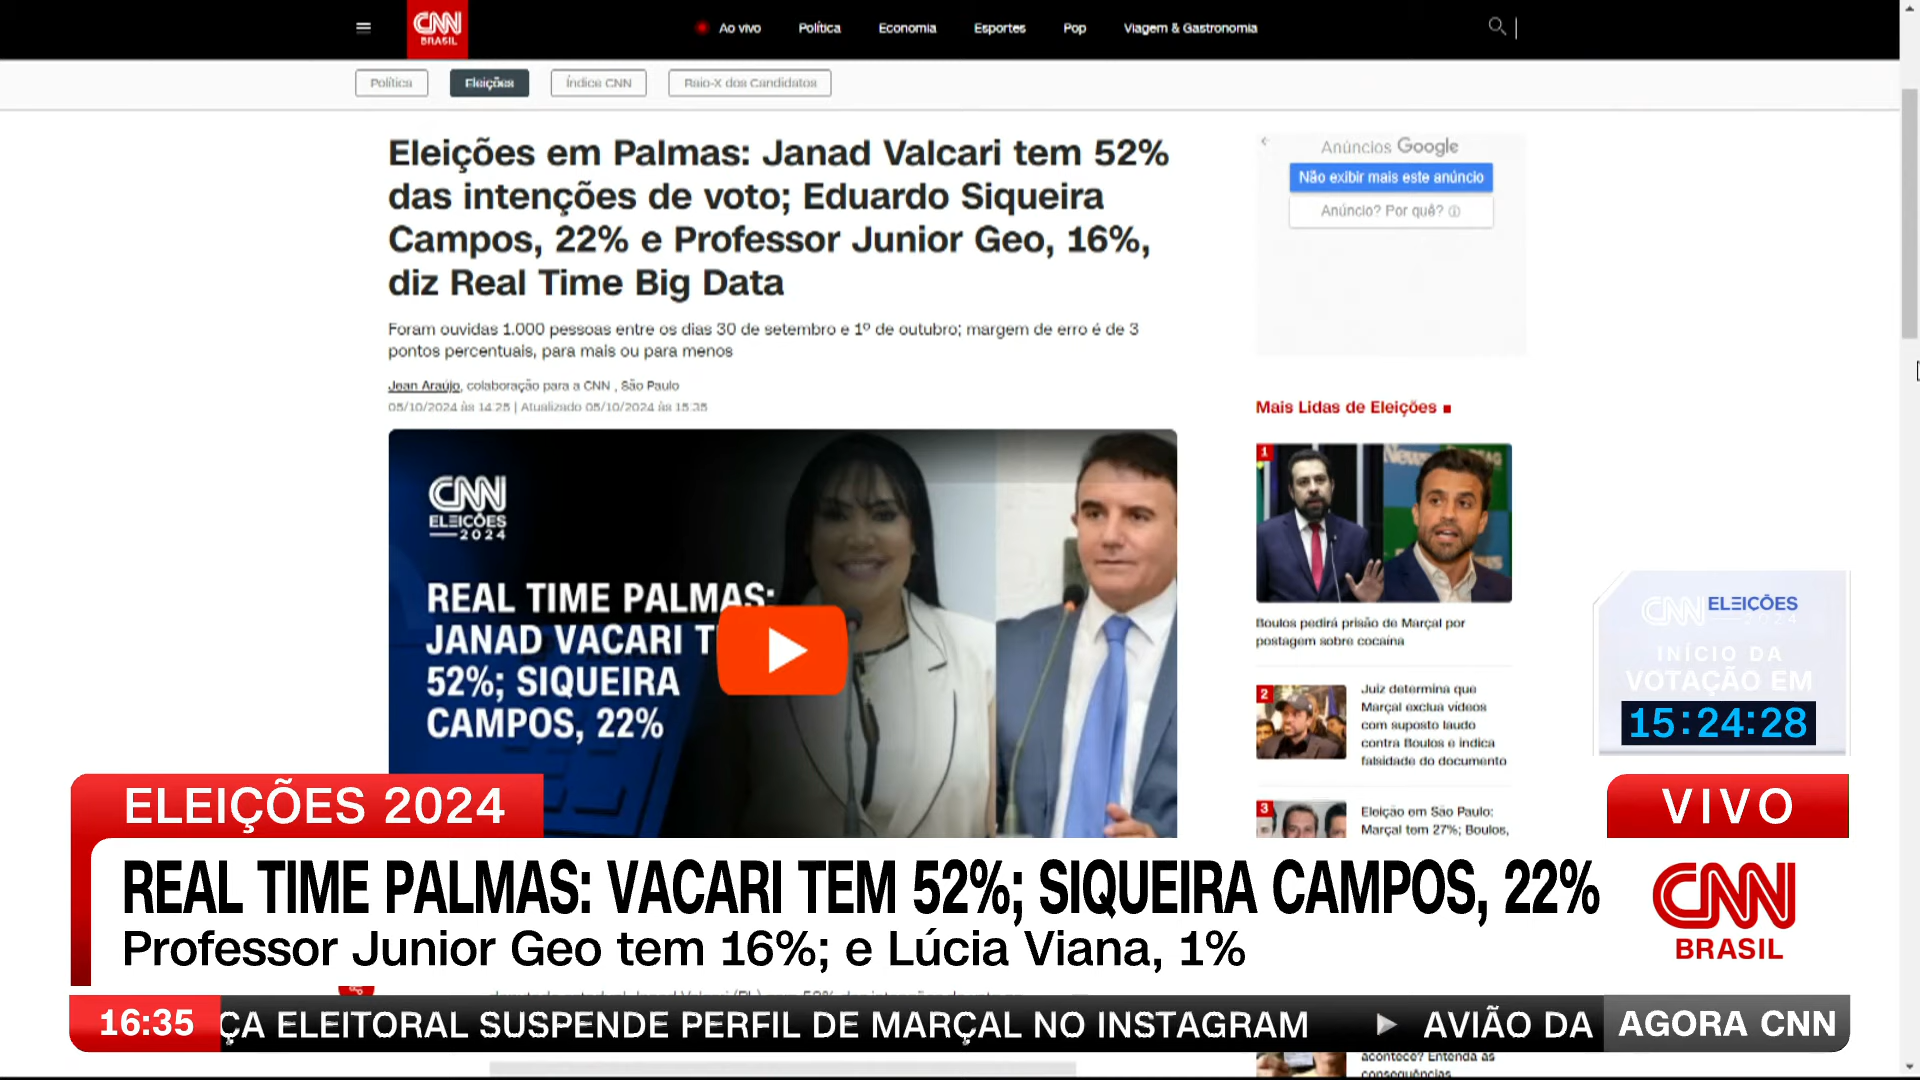 CNN
BRASIL
Ao vivo
Política
Economia
Esportes
Pop
Viagem & Gastronomia
Política
Eleições
Índice CNN
Raio-X dos Candidatos
Eleições em Palmas: Janad Valcari tem 52%
das intenções de voto; Eduardo Siqueira
Campos, 22% e Professor Junior Geo, 16%,
diz Real Time Big Data
Foram ouvidas 1.000 pessoas entre os dias 30 de setembro e 1º de outubro; margem de erro é de 3
pontos percentuais, para mais ou para menos
Jean Araújo, colaboração para a CNN , São Paulo
05/10/2024 às 14:25 | Atualizado 05/10/2024 às 15:35
Anúncios Google
Não exibir mais este anúncio
Anúncio? Por quê?
Mais Lidas de Eleições
1
Boulos pedirá prisão de Marçal por
postagem sobre cocaína
2
Juiz determina que
Marçal exclua vídeos
com suposto laudo
contra Boulos e indica
falsidade do documento
3
Eleição em São Paulo:
Marçal tem 27%; Boulos,
CNN
ELEIÇÕES
2024
REAL TIME PALMAS:
JANAD VACARI T
52%; SIQUEIRA
CAMPOS, 22%
CNN ELEIÇÕES
2024
INÍCIO DA
VOTAÇÃO EM
15:24:28
ELEIÇÕES 2024
VIVO
REAL TIME PALMAS: VACARI TEM 52%; SIQUEIRA CAMPOS, 22%
Professor Junior Geo tem 16%; e Lúcia Viana, 1%
CNN
BRASIL
16:35
ÇA ELEITORAL SUSPENDE PERFIL DE MARÇAL NO INSTAGRAM
AVIÃO DA
AGORA CNN
acontece? Entenda as
consequências